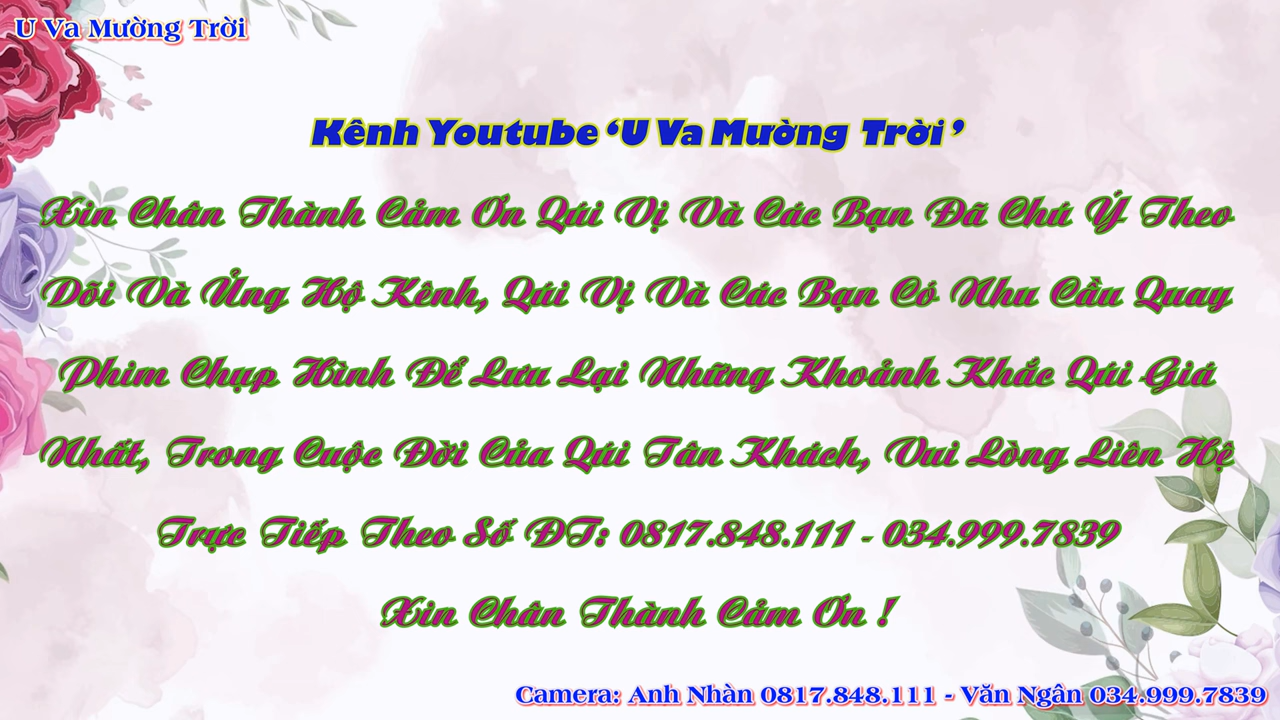 U Va Mường Trời
Kênh Youtube ‘U Va Mường Trời’
Xin Chân Thành Cảm Ơn Qúi Vị Và Các Bạn Đã Chú Ý Theo
Dõi Và Ủng Hộ Kênh, Qúi Vị Và Các Bạn Có Nhu Cầu Quay
Phim Chụp Hình Để Lưu Lại Những Khoảnh Khắc Qúi Giá
Nhất, Trong Cuộc Đời Của Qúi Tân Khách, Vui Lòng Liên Hệ
Trực Tiếp Theo Số ĐT: 0817.848.111 - 034.999.7839
Xin Chân Thành Cảm Ơn !
Camera: Anh Nhàn 0817.848.111 - Văn Ngân 034.999.7839